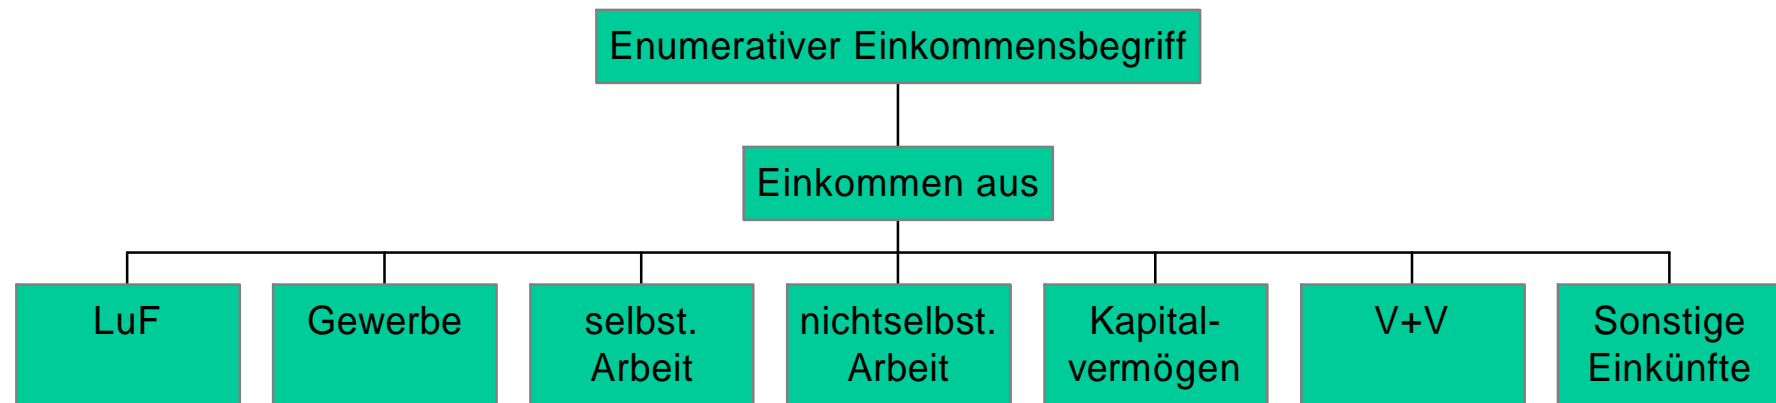 Enumerativer Einkommensbegriff
Einkommen aus
LuF
Gewerbe
selbst.
Arbeit
nichtselbst.
Arbeit
Kapital-
vermögen
V+V
Sonstige
Einkünfte